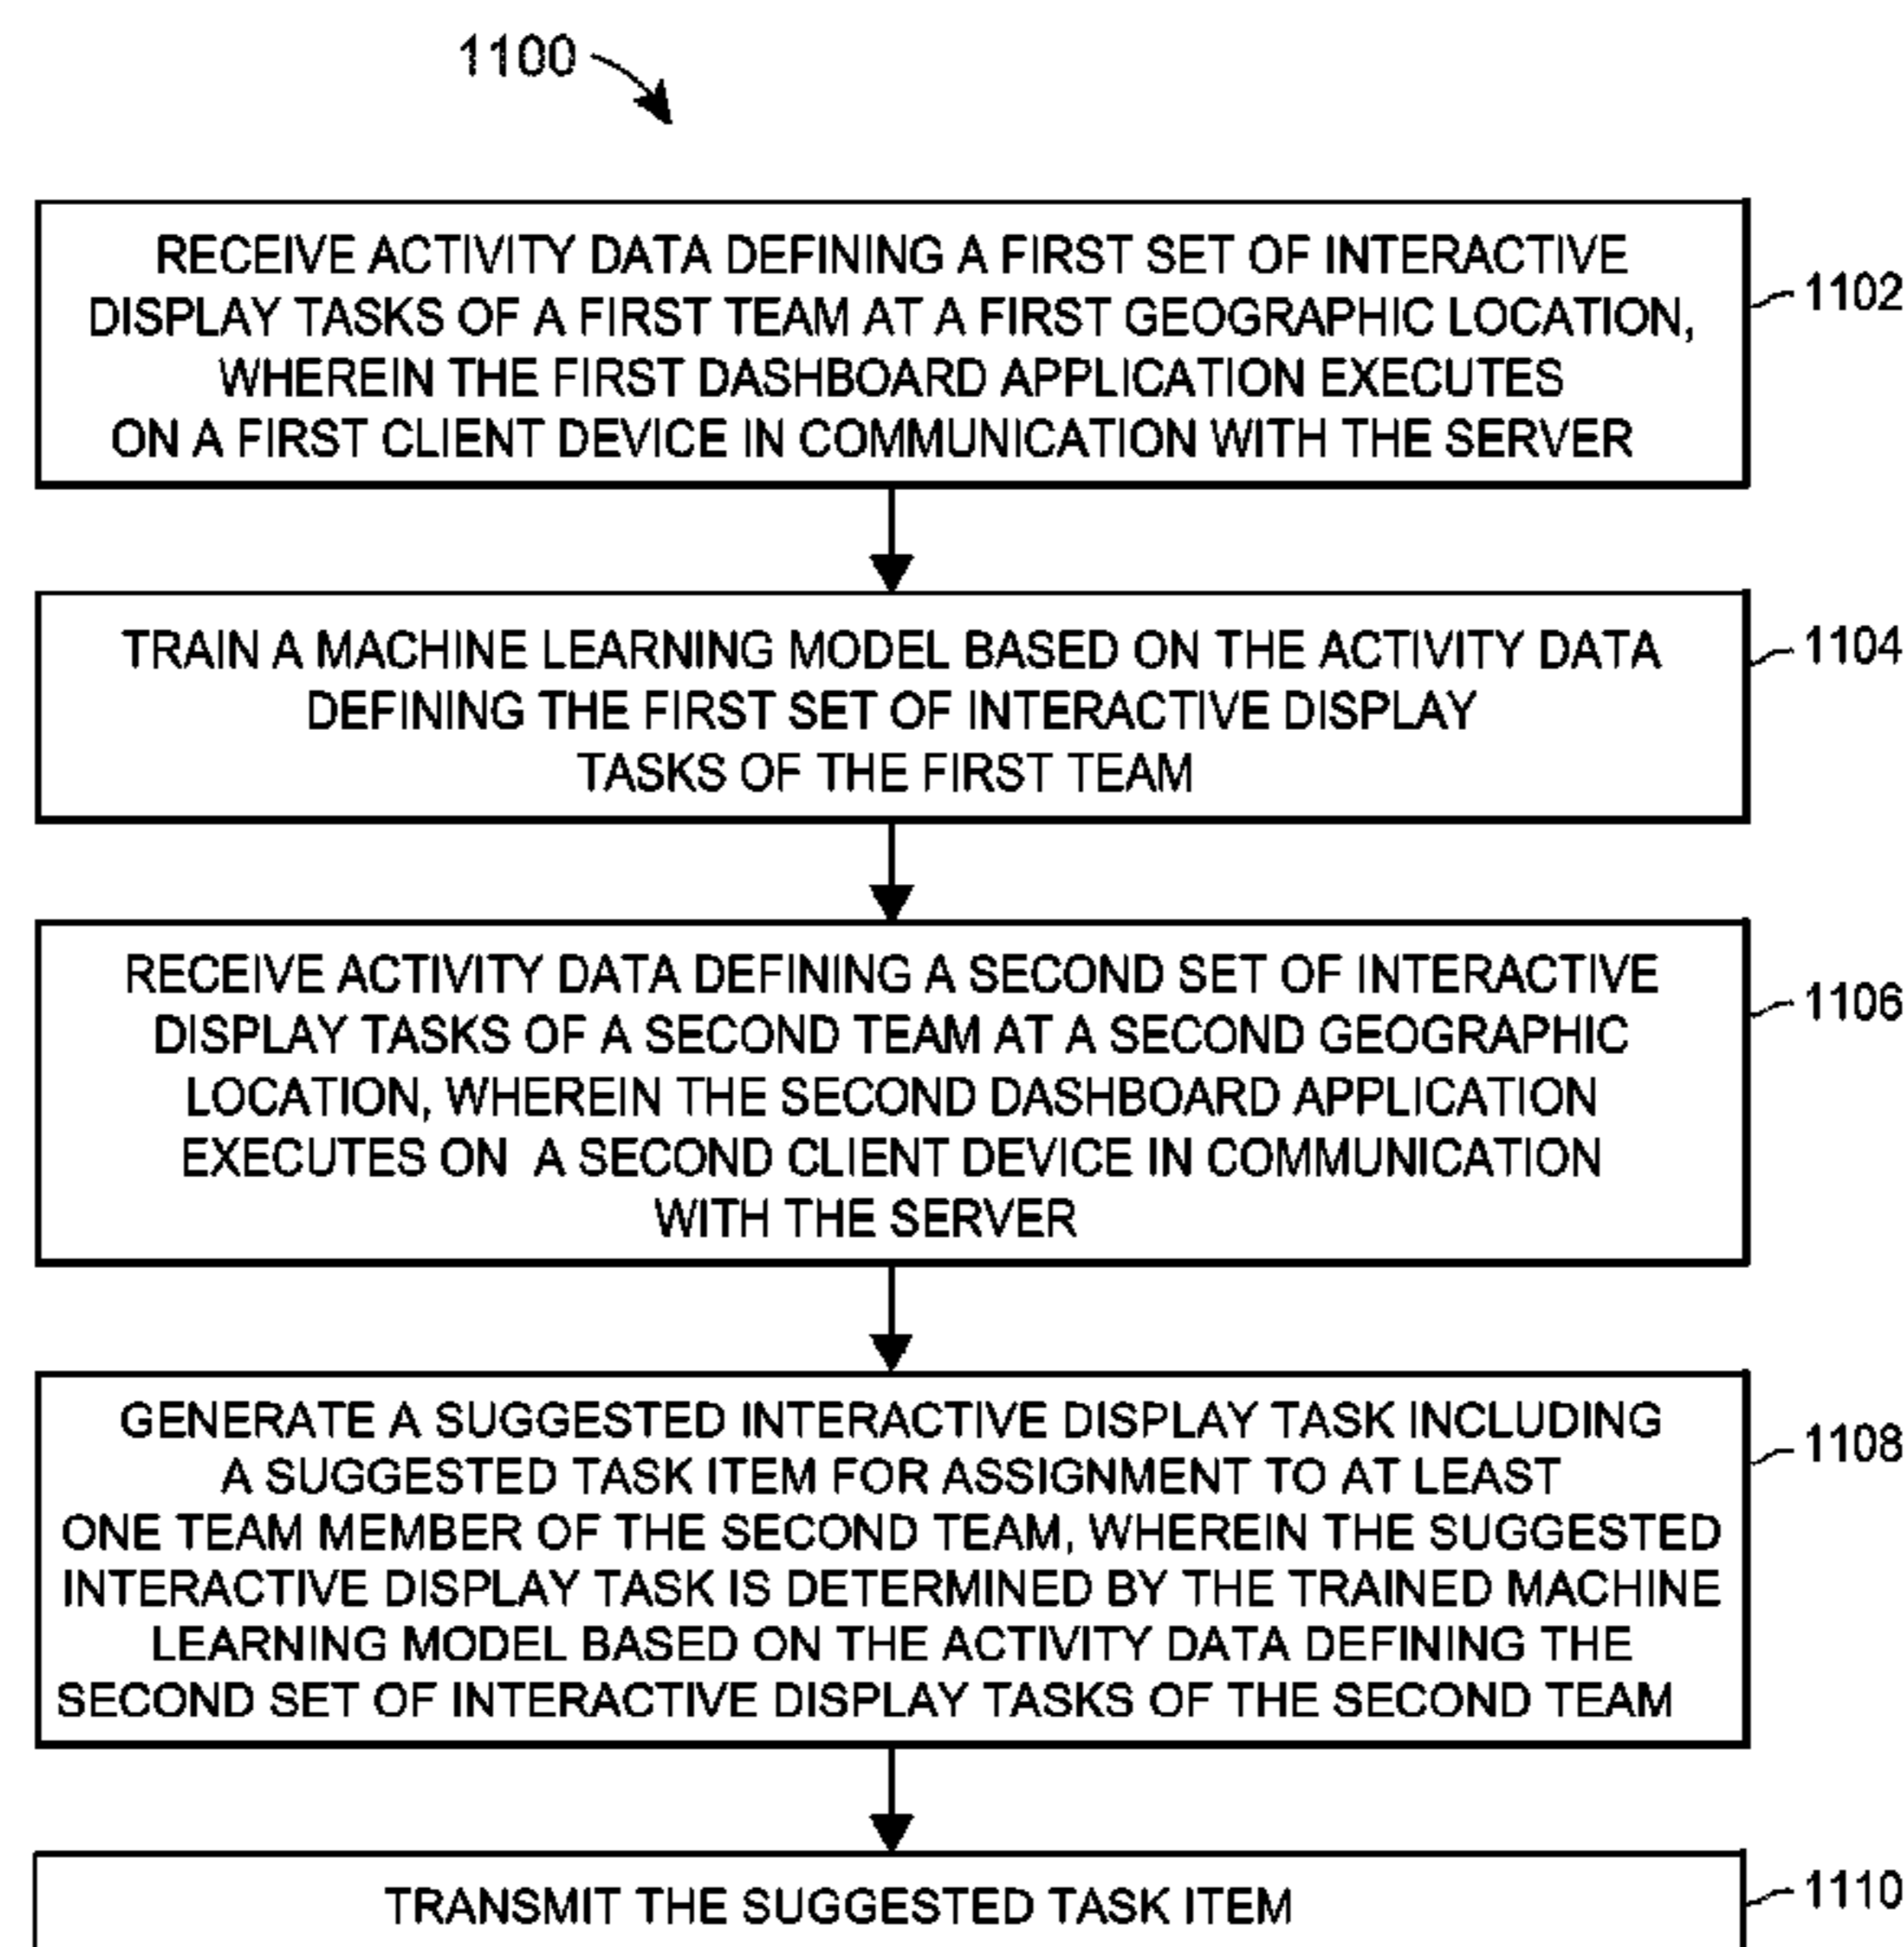 1100
RECEIVE ACTIVITY DATA DEFINING A FIRST SET OF INTERACTIVE
DISPLAY TASKS OF A FIRST TEAM AT A FIRST GEOGRAPHIC LOCATION,
WHEREIN THE FIRST DASHBOARD APPLICATION EXECUTES
ON A FIRST CLIENT DEVICE IN COMMUNICATION WITH THE SERVER
1102
TRAIN A MACHINE LEARNING MODEL BASED ON THE ACTIVITY DATA
DEFINING THE FIRST SET OF INTERACTIVE DISPLAY
TASKS OF THE FIRST TEAM
1104
RECEIVE ACTIVITY DATA DEFINING A SECOND SET OF INTERACTIVE
DISPLAY TASKS OF A SECOND TEAM AT A SECOND GEOGRAPHIC
LOCATION, WHEREIN THE SECOND DASHBOARD APPLICATION
EXECUTES ON A SECOND CLIENT DEVICE IN COMMUNICATION
WITH THE SERVER
1106
GENERATE A SUGGESTED INTERACTIVE DISPLAY TASK INCLUDING
A SUGGESTED TASK ITEM FOR ASSIGNMENT TO AT LEAST
ONE TEAM MEMBER OF THE SECOND TEAM, WHEREIN THE SUGGESTED
INTERACTIVE DISPLAY TASK IS DETERMINED BY THE TRAINED MACHINE
LEARNING MODEL BASED ON THE ACTIVITY DATA DEFINING THE
SECOND SET OF INTERACTIVE DISPLAY TASKS OF THE SECOND TEAM
1108
TRANSMIT THE SUGGESTED TASK ITEM
1110